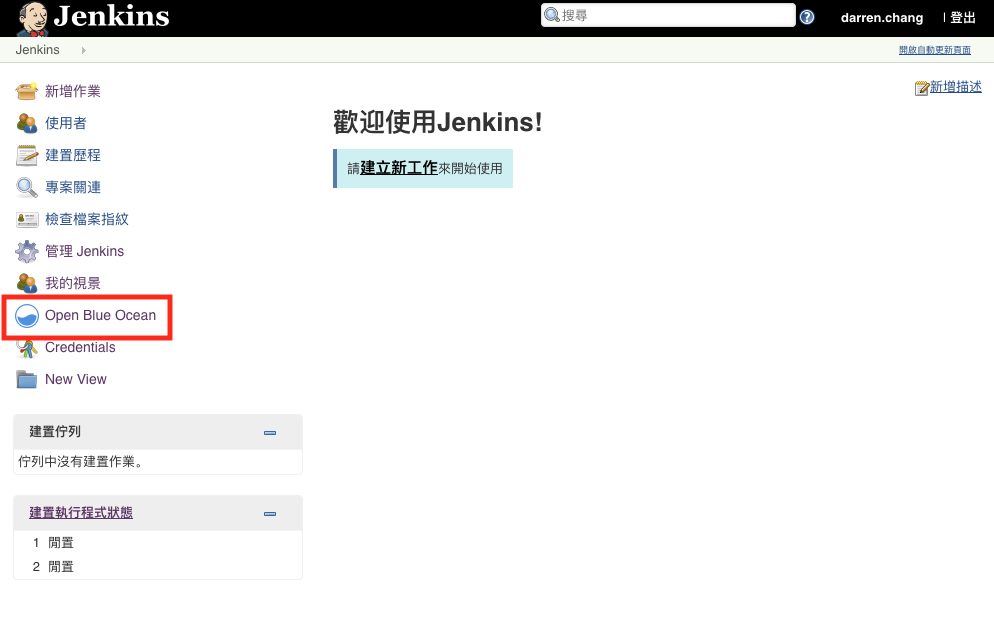 Jenkins
搜尋
?
darren.chang
| 登出
Jenkins
開啟自動更新頁面
新增作業
使用者
建置歷程
專案關連
檢查檔案指紋
管理 Jenkins
我的視景
Open Blue Ocean
Credentials
New View
新增描述
歡迎使用Jenkins!
請建立新工作來開始使用
建置佇列
佇列中沒有建置作業。
建置執行程式狀態
1 閒置
2 閒置